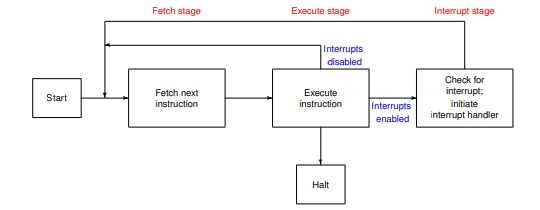 Fetch stage
Execute stage
Interrupt stage
Interrupts
disabled
Start
Fetch next
instruction
Execute
instruction
Interrupts
enabled
Check for
interrupt;
initiate
interrupt handler
Halt